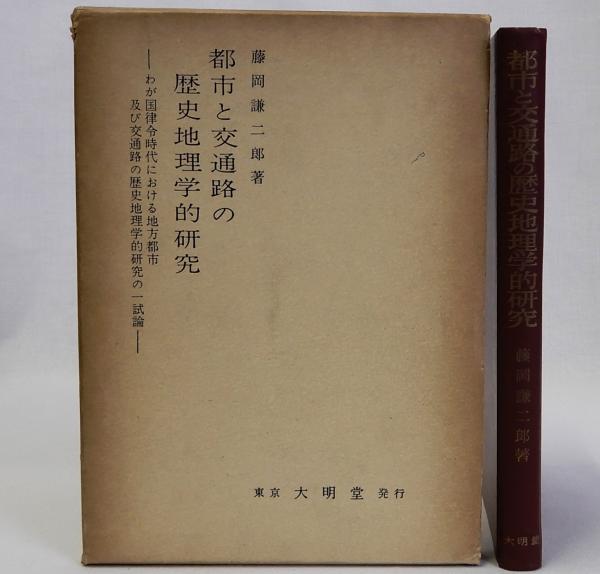 藤岡謙二郎著
都市と交通路の
歴史地理学的研究
―わが国律令時代における地方都市
及び交通路の歴史地理学的研究の一試論―
東京 大明堂 発行
都市と交通路の歴史地理学的研究
藤岡謙二郎著
大明堂